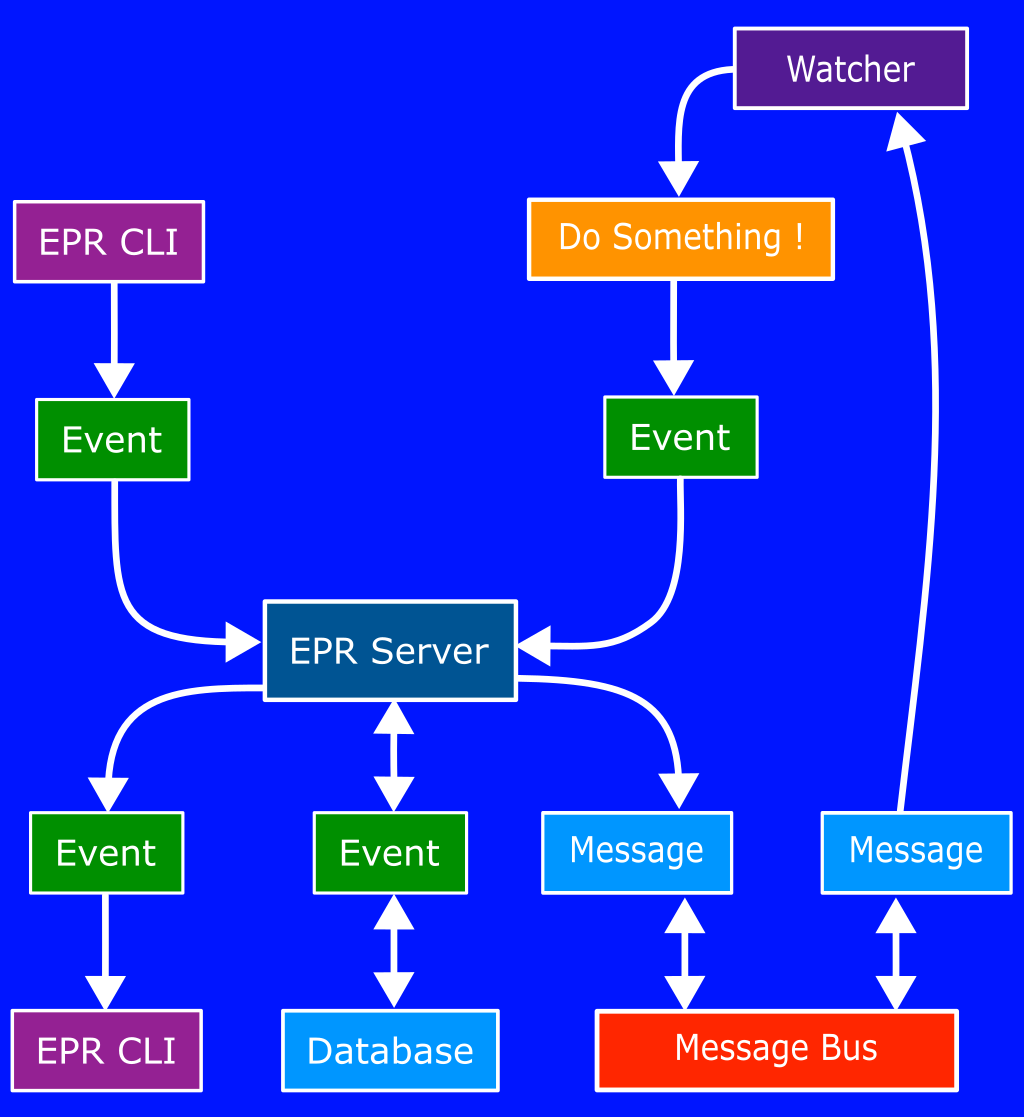 Watcher
EPR CLI
Do Something !
Event
Event
EPR Server
Event
Event
Message
Message
EPR CLI
Database
Message Bus